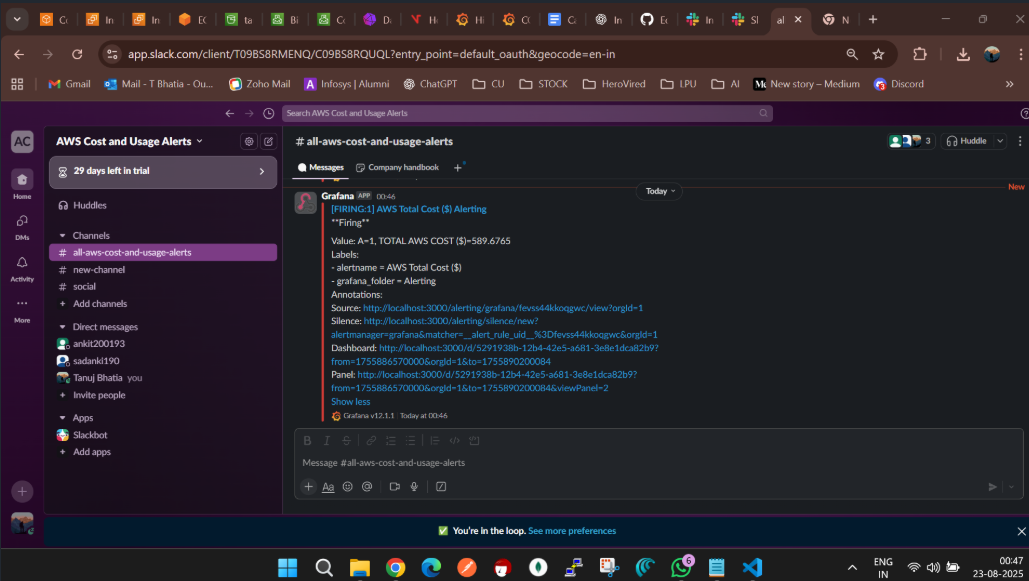 Cc
In
In
EC
ta
Bi
Cc
Da
Hi
Hi
Cc
In
Ec
In
Sl
al
N
app.slack.com/client/T09BS8RMENQ/C09BS8RQUQL?entry_point=default_oauth&geocode=en-in
Gmail
Mail - T Bhatia - Ou...
Zoho Mail
Infosys | Alumni
ChatGPT
CU
STOCK
HeroVired
LPU
AI
New story – Medium
Discord
Search AWS Cost and Usage Alerts
AC
Home
DMs
Activity
More
AWS Cost and Usage Alerts
29 days left in trial
Huddles
Channels
# all-aws-cost-and-usage-alerts
# new-channel
# social
+ Add channels
Direct messages
ankit200193
sadanki190
Tanuj Bhatia you
+ Invite people
Apps
Slackbot
+ Add apps
# all-aws-cost-and-usage-alerts
3
Huddle
Messages
Company handbook
+
Today
New
Grafana APP 00:46
[FIRING:1] AWS Total Cost ($) Alerting
**Firing**
Value: A=1, TOTAL AWS COST ($)=589.6765
Labels:
- alertname = AWS Total Cost ($)
- grafana_folder = Alerting
Annotations:
Source: http://localhost:3000/alerting/grafana/fevss44kkoqgwc/view?orgId=1
Silence: http://localhost:3000/alerting/silence/new?
alertmanager=grafana&matcher=__alert_rule_uid__%3Dfevss44kkoqgwc&orgId=1
Dashboard: http://localhost:3000/d/5291938b-12b4-42e5-a681-3e8e1dca82b9?
from=1755886570000&orgId=1&to=1755890200084
Panel: http://localhost:3000/d/5291938b-12b4-42e5-a681-3e8e1dca82b9?
from=1755886570000&orgId=1&to=1755890200084&viewPanel=2
Show less
Grafana v12.1.1 | Today at 00:46
Message #all-aws-cost-and-usage-alerts
Aa
You're in the loop. See more preferences
6
ENG
IN
00:47
23-08-2025